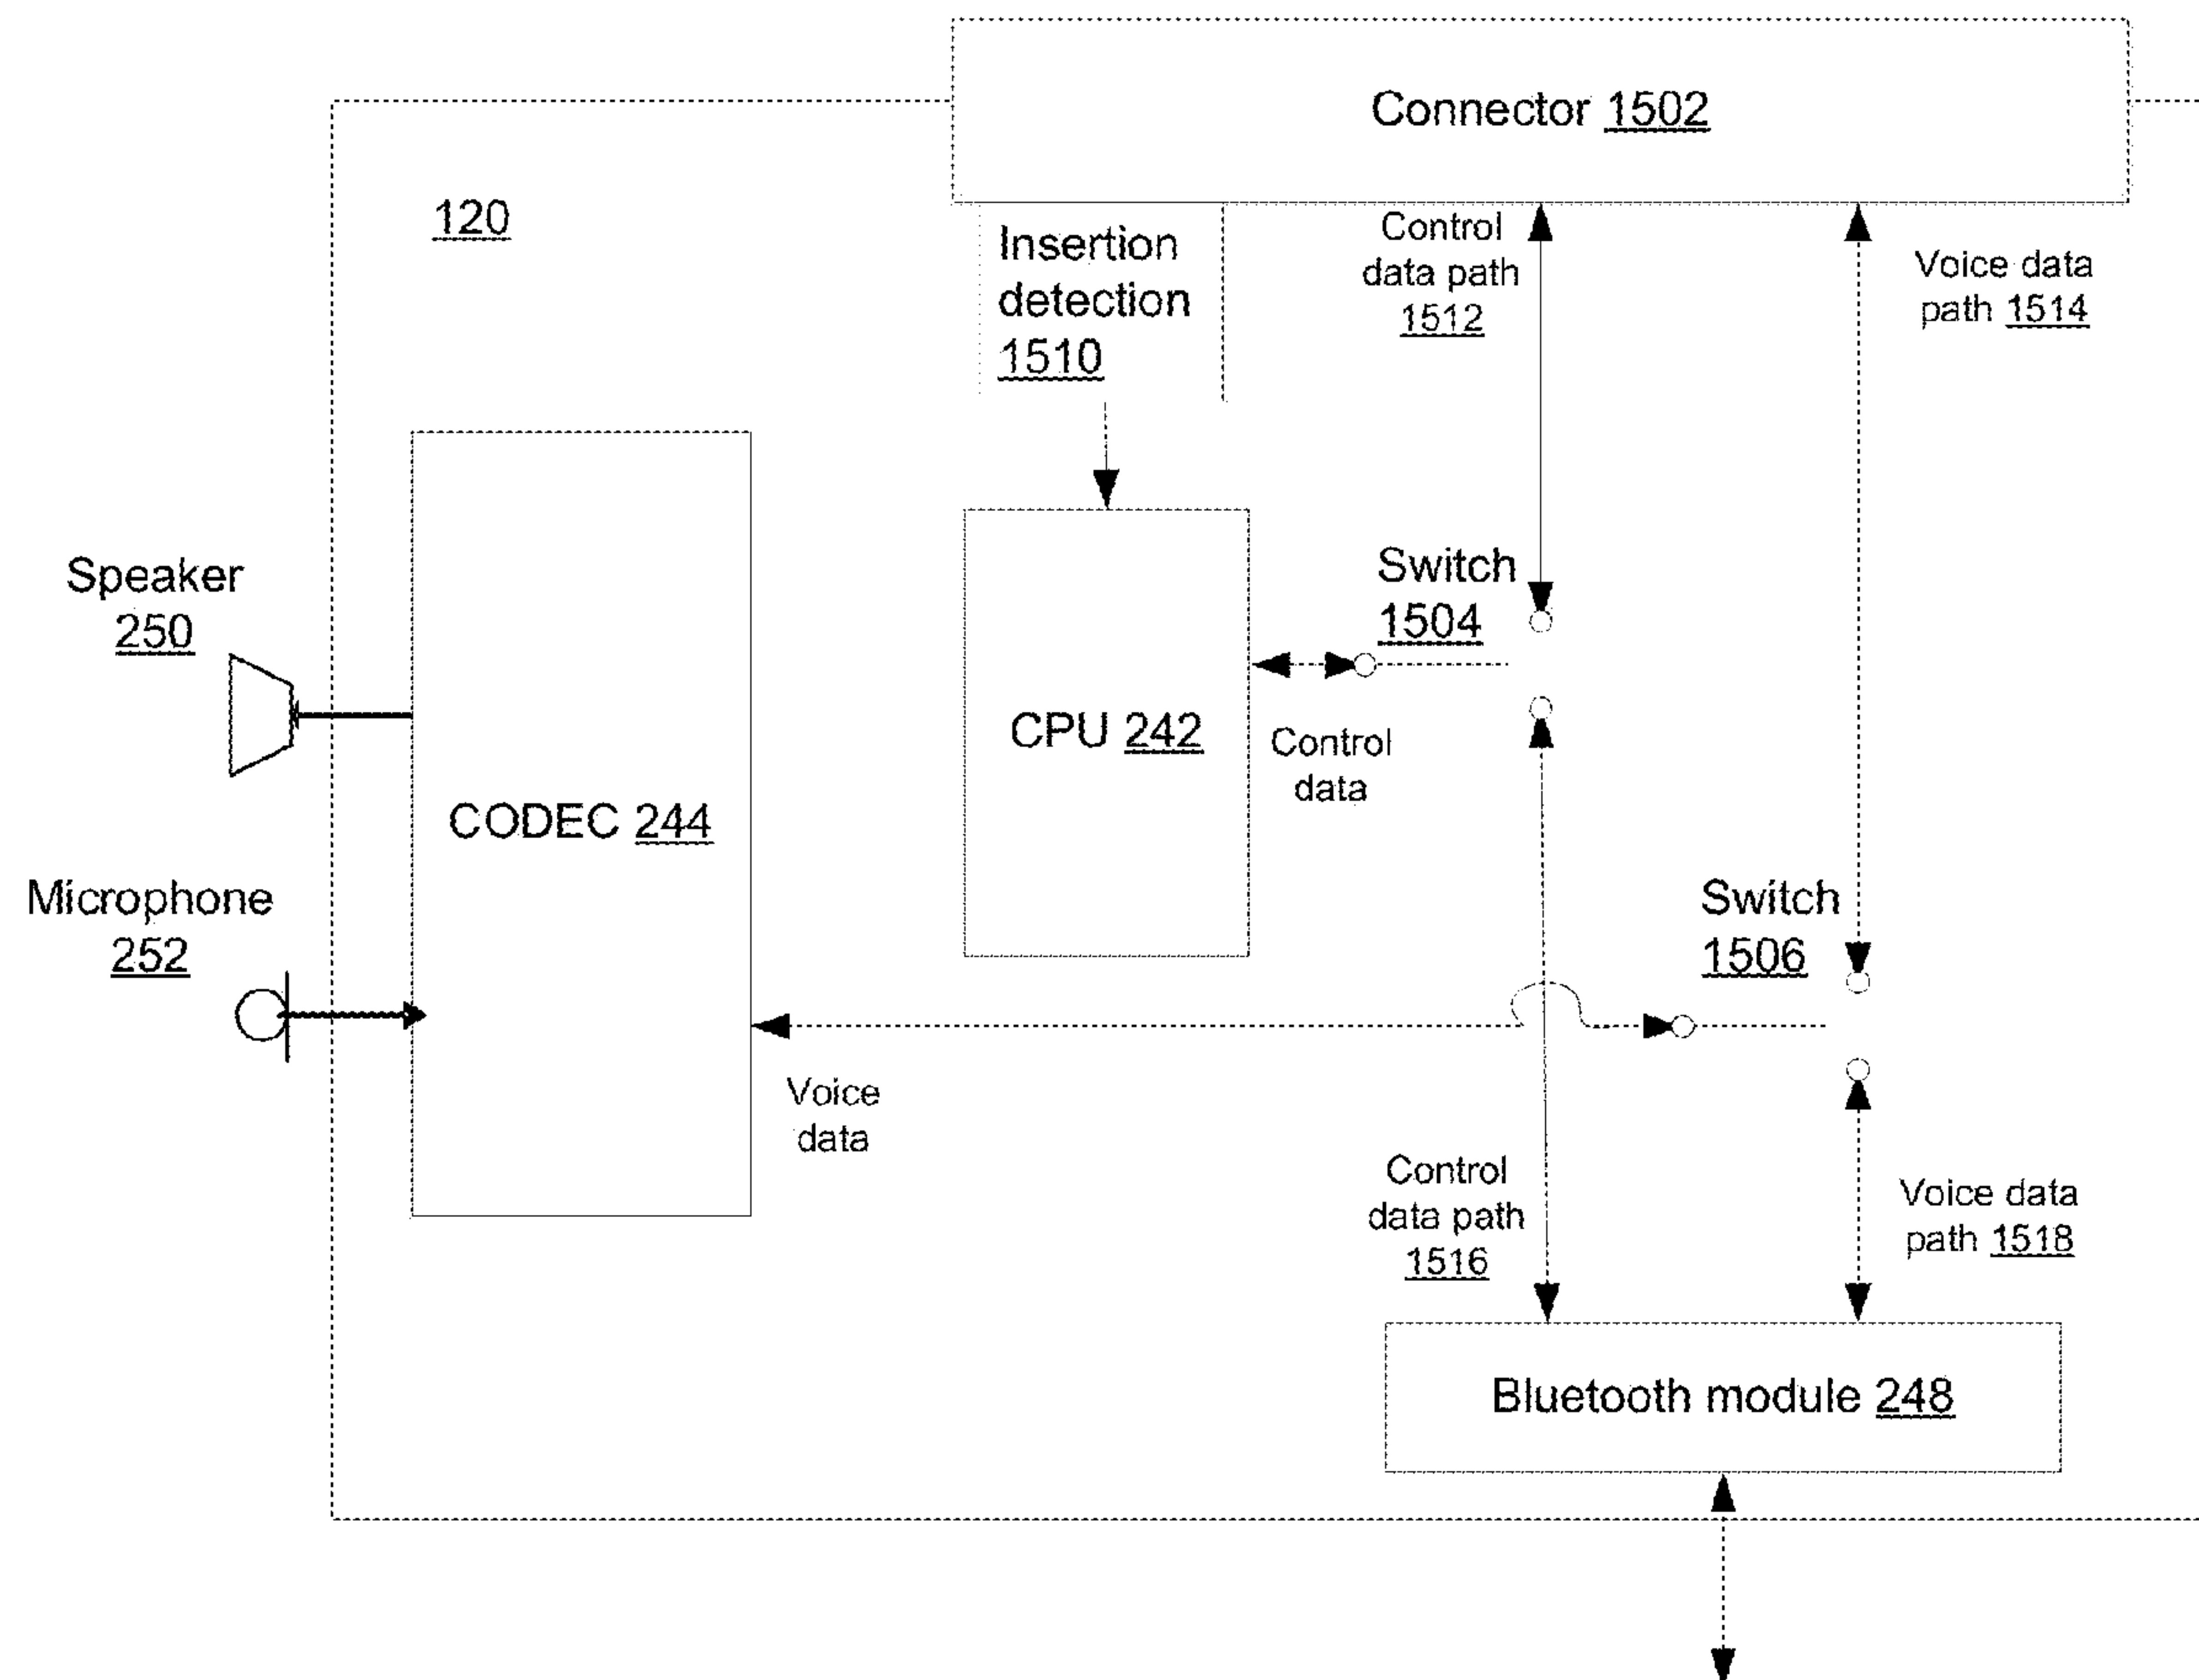 Connector 1502
120
Insertion
detection
1510
Control
data path
1512
Voice data
path 1514
Speaker
250
Switch
1504
CPU 242
Control
data
CODEC 244
Microphone
252
Switch
1506
Voice
data
Control
data path
1516
Voice data
path 1518
Bluetooth module 248